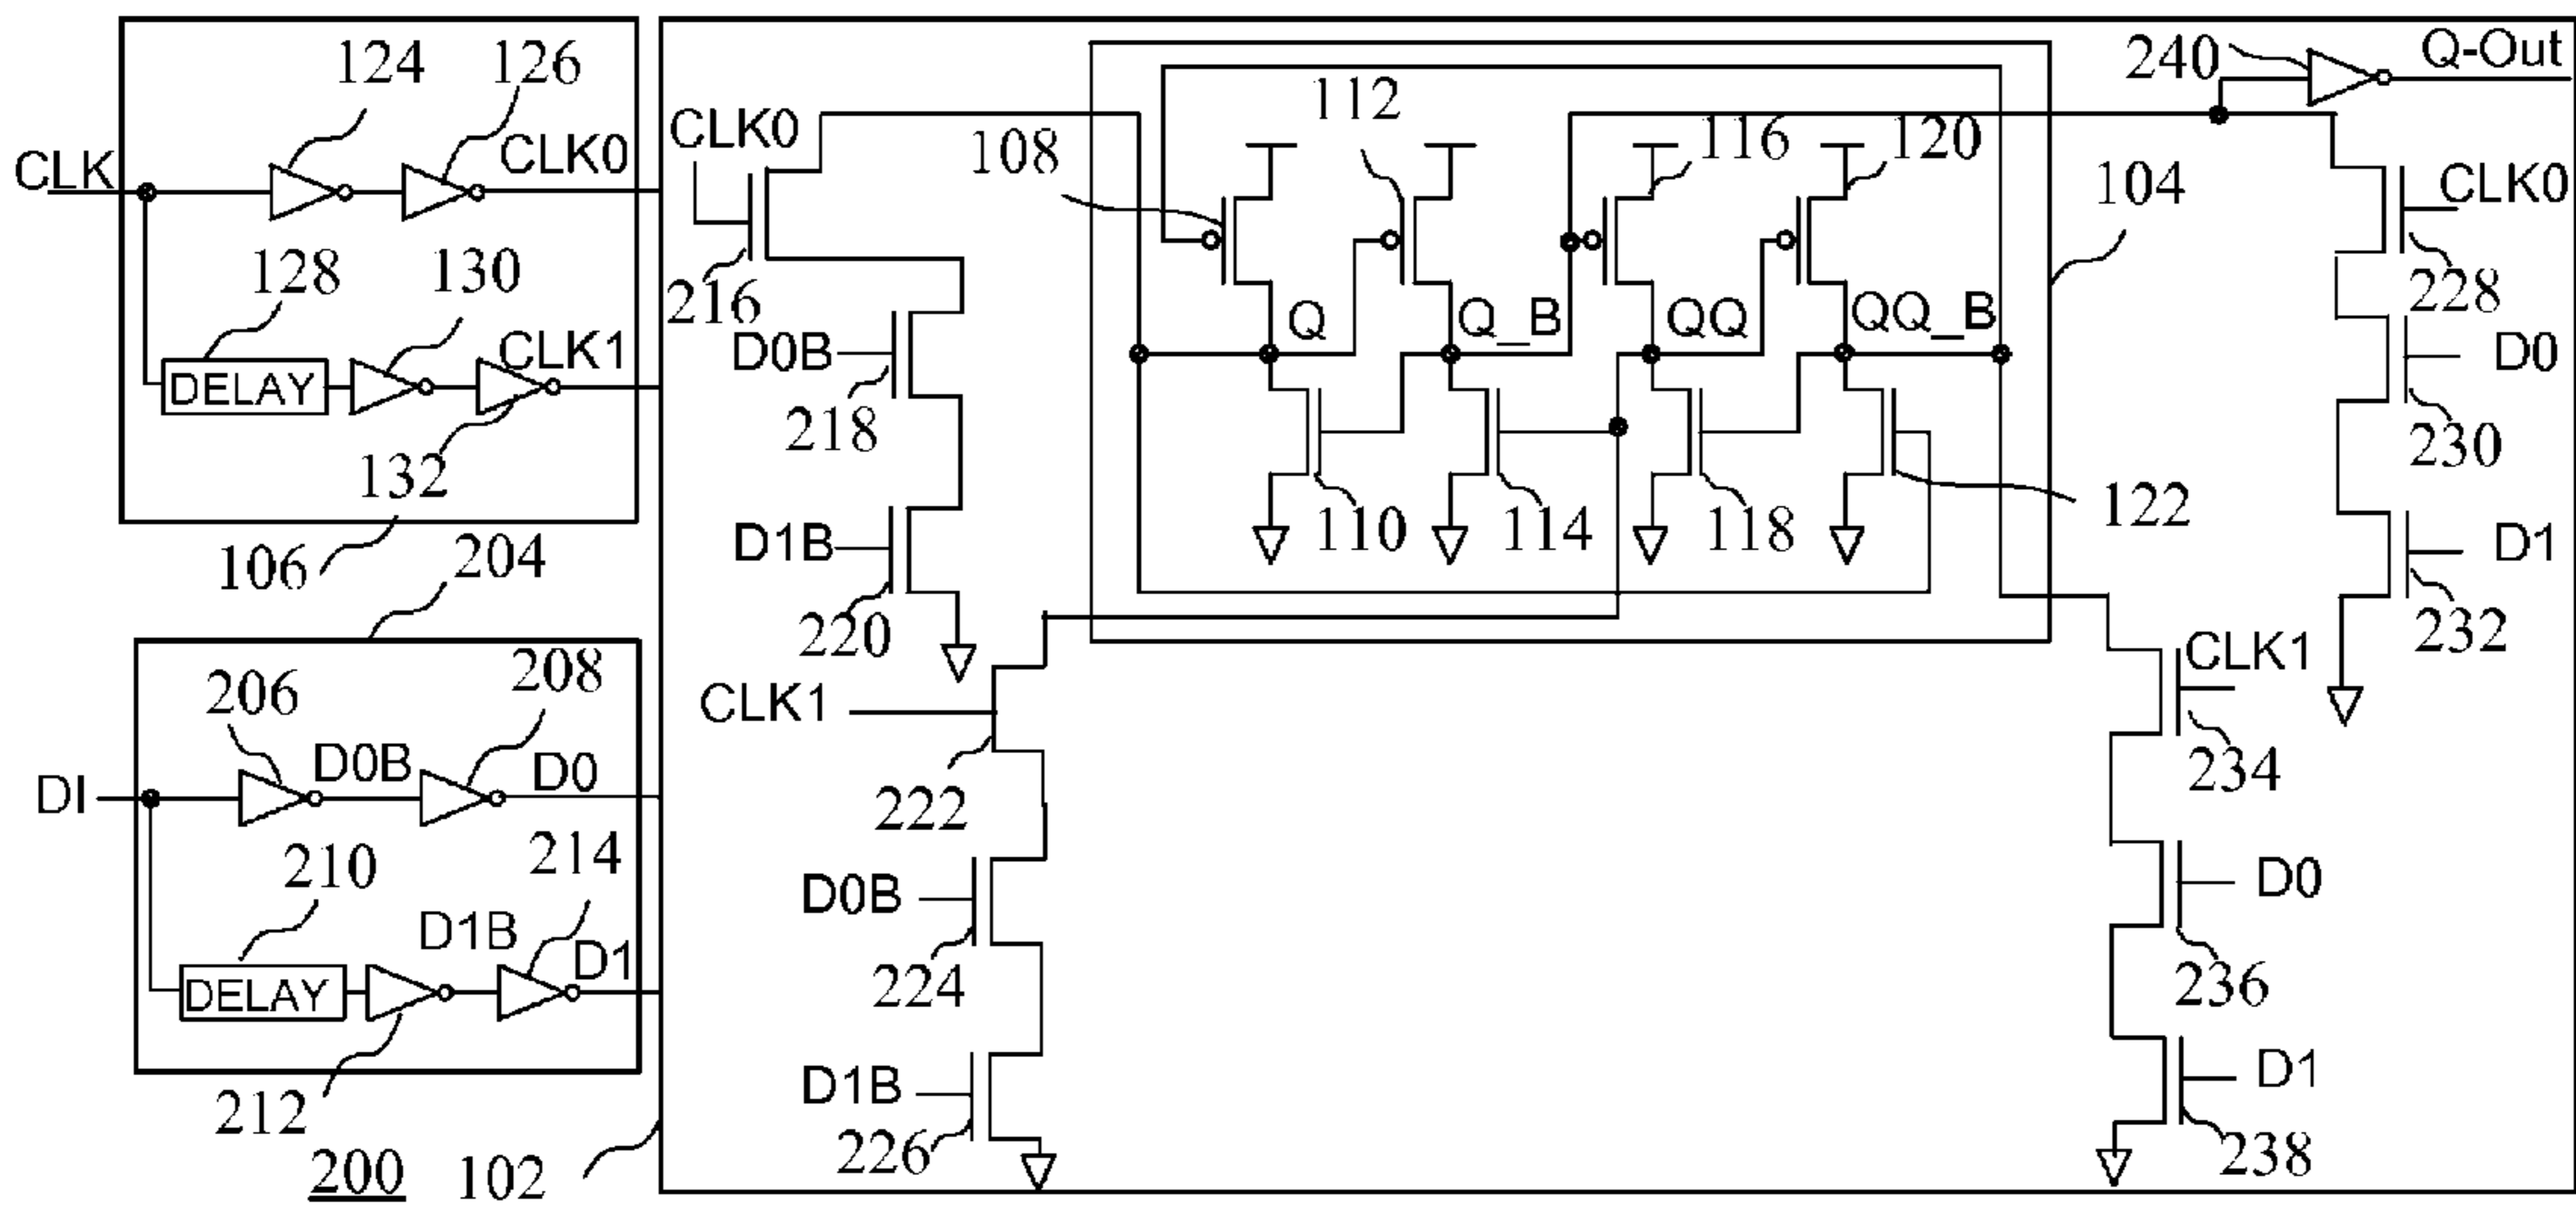 124
126
CLK
CLK0
128
130
CLK1
DELAY
132
106
204
206
208
DI
D0B
D0
210
214
D1B
D1
DELAY
212
200
102
CLK0
216
D0B
218
D1B
220
CLK1
222
D0B
224
D1B
226
108
112
116
120
Q
Q_B
QQ
QQ_B
110
114
118
122
104
240
Q-Out
CLK0
228
D0
230
D1
232
CLK1
234
D0
236
D1
238